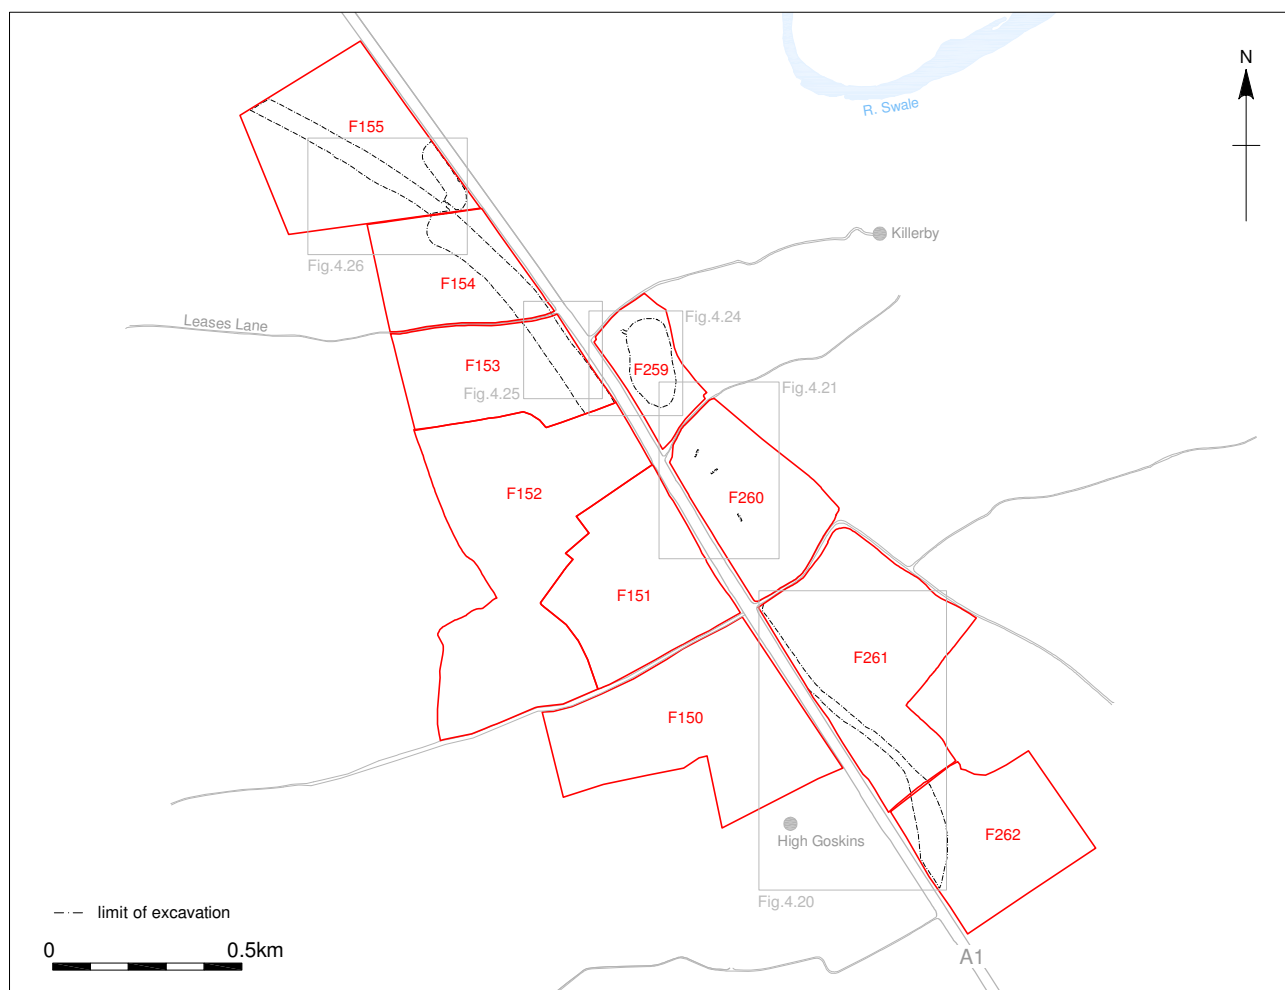 N
R. Swale
F155
Killerby
Fig.4.26
F154
Leases Lane
Fig.4.24
F153
F259
Fig.4.25
Fig.4.21
F152
F260
F151
F261
F150
F262
High Goskins
Fig.4.20
limit of excavation
0
0.5km
A1